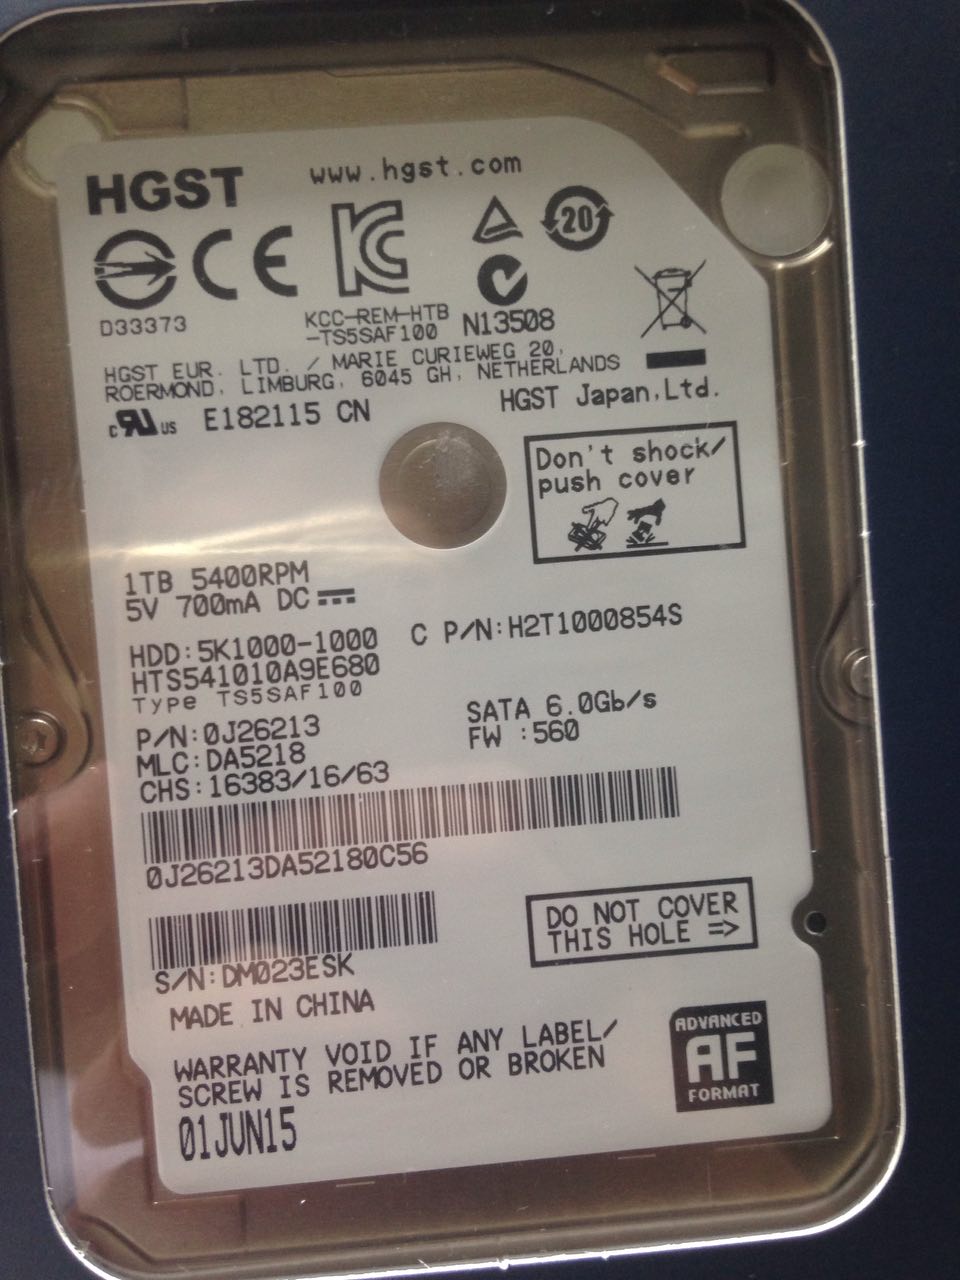 HGST www.hgst.com
20
D33373
KCC-REM-HTB
-TS5SAF100
N13508
HGST EUR. LTD. / MARIE CURIEWEG 20,
ROERMOND, LIMBURG, 6045 GH, NETHERLANDS
HGST Japan,Ltd.
c RU US E182115 CN
Don't shock/
push cover
1TB 5400RPM
5V 700mA DC
HDD:5K1000-1000 C P/N:H2T1000854S
HTS541010A9E680
Type TS5SAF100
P/N:0J26213 SATA 6.0Gb/s
MLC:DA5218 FW :560
CHS:16383/16/63
0J26213DA52180C56
DO NOT COVER
THIS HOLE =>
S/N:DM023ESK
MADE IN CHINA
WARRANTY VOID IF ANY LABEL/
SCREW IS REMOVED OR BROKEN
01JUN15
ADVANCED
AF
FORMAT